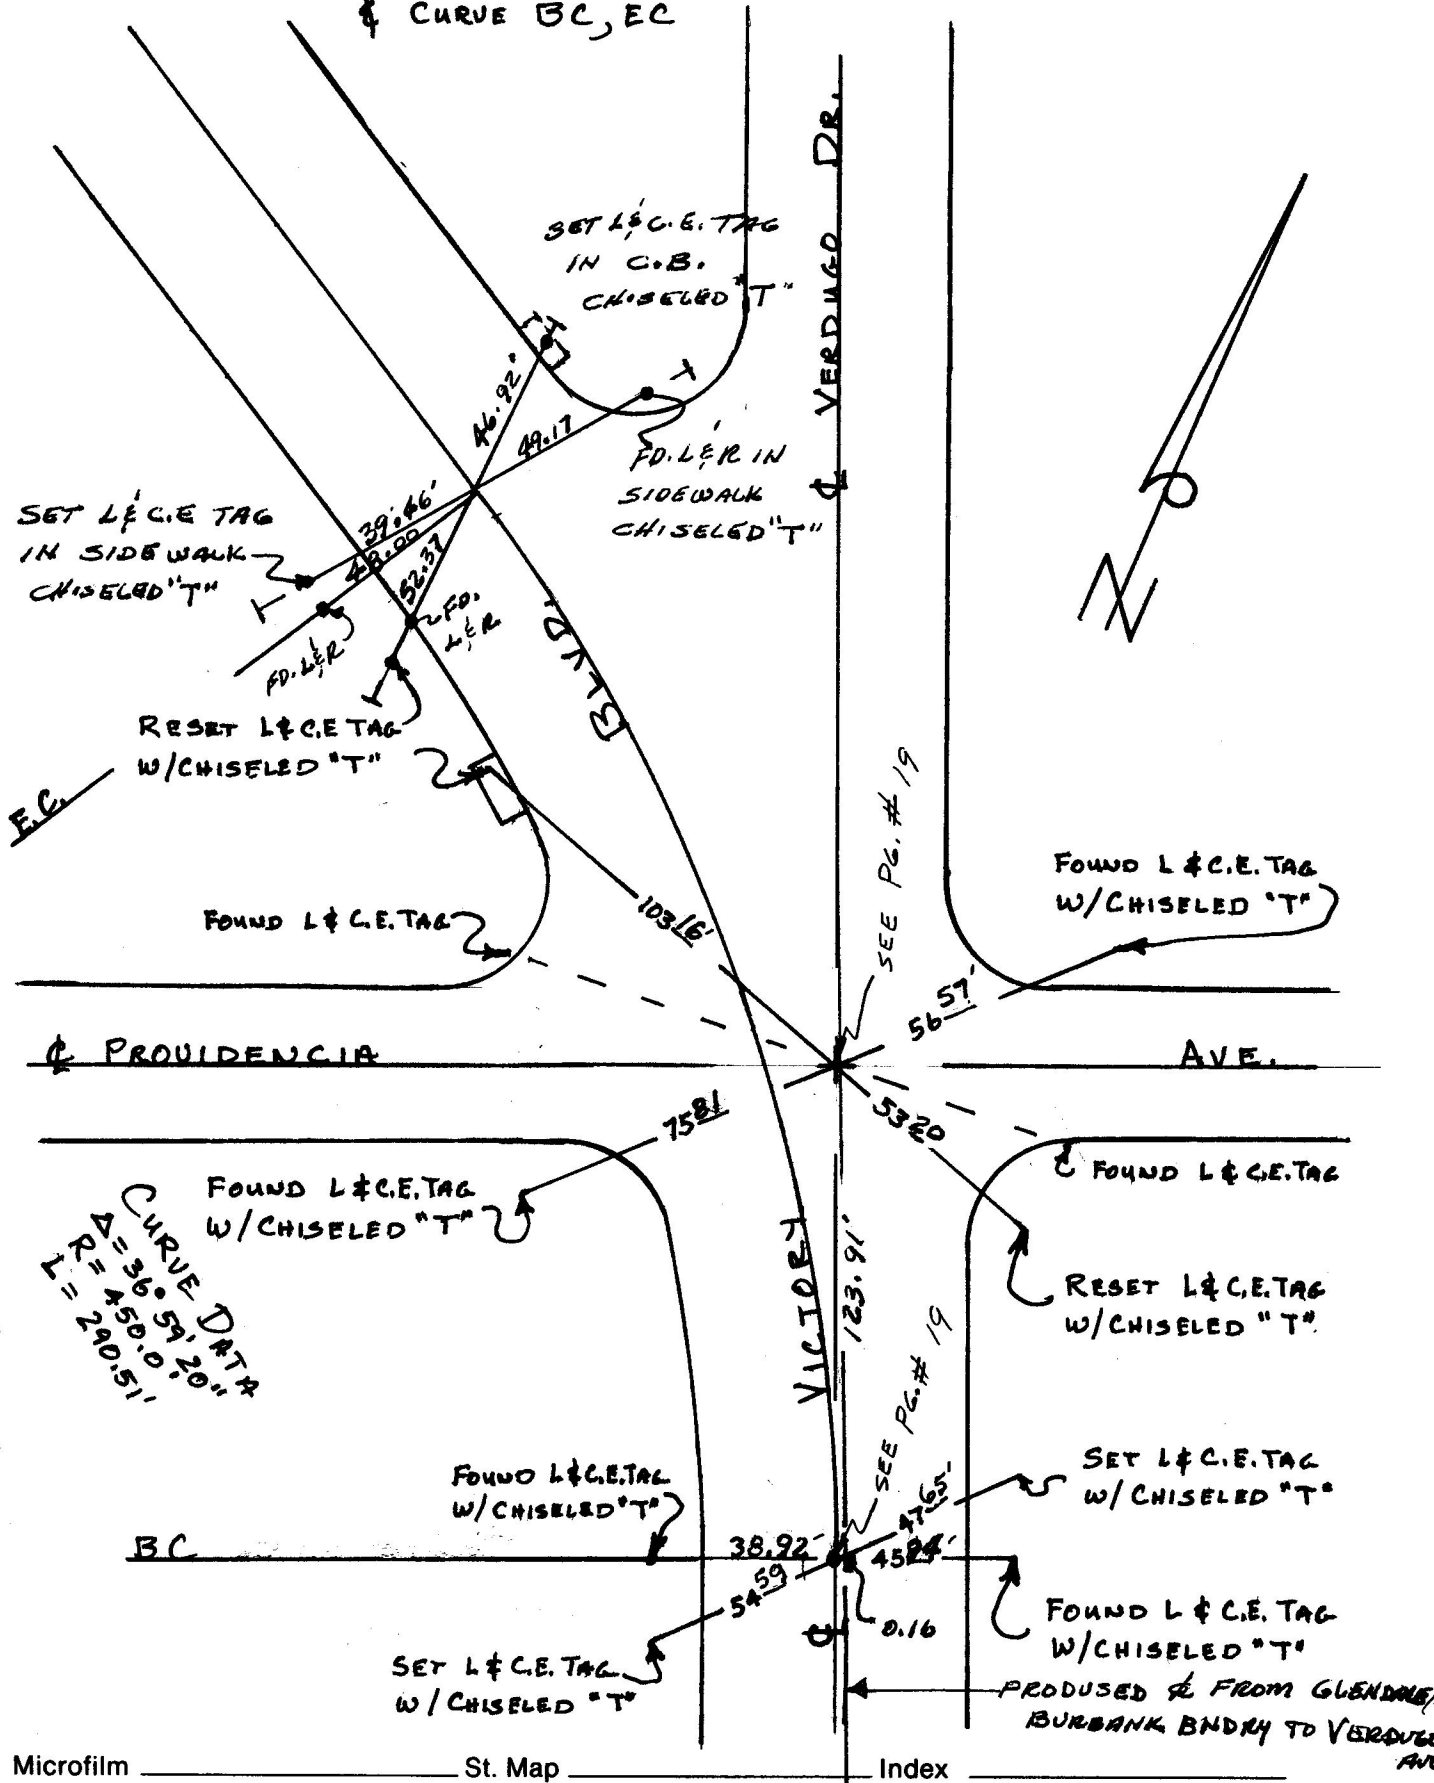 ℄ CURVE BC, EC
℄ VERDUGO DR.
SET L&C.E. TAG
IN C.B.
CHISELED "T"
46.92'
49.17
FD. L&R IN
SIDEWALK
CHISELED "T"
SET L&C.E TAG
IN SIDEWALK
CHISELED "T"
39.46'
48.00
52.37
FD.
L&R.
FD. L&R
N
RESET L&C.E TAG
W/CHISELED "T"
E.C.
BLVD.
SEE PG. # 19
FOUND L & C.E. TAG
W/CHISELED "T"
FOUND L & C.E. TAG
103.16'
56.57'
℄ PROVIDENCIA
AVE.
75.81
53.20
FOUND L & C.E. TAG
FOUND L & C.E. TAG
W/CHISELED "T"
CURVE DATA
Δ = 36° 59' 20"
R = 450.0'
L = 290.51'
VICTORY
123.91'
RESET L & C.E. TAG
W/CHISELED "T"
SEE PG. # 19
FOUND L & C.E. TAG
W/CHISELED "T"
SET L & C.E. TAG
W/CHISELED "T"
47.65'
BC
38.92'
54.59
0.16
℄
FOUND L & C.E. TAG
W/CHISELED "T"
SET L & C.E. TAG
W/CHISELED "T"
PRODUSED ℄ FROM GLENDALE/
BURBANK BNDRY TO VERDUGO
AVE
Microfilm St. Map Index